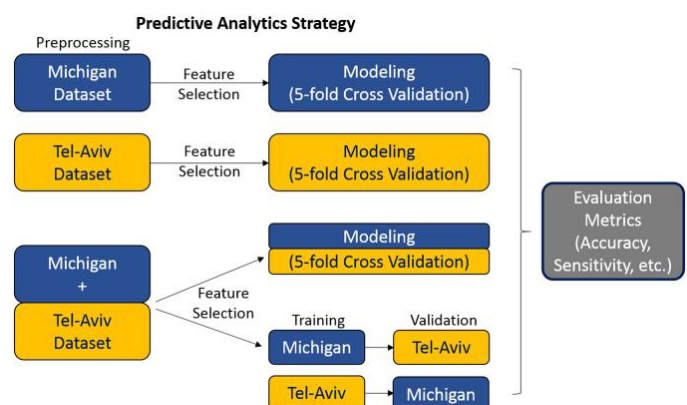 Predictive Analytics Strategy
Preprocessing
Michigan
Dataset
Feature
Selection
Modeling
(5-fold Cross Validation)
Tel-Aviv
Dataset
Feature
Selection
Modeling
(5-fold Cross Validation)
Michigan
+
Tel-Aviv
Dataset
Feature
Selection
Modeling
(5-fold Cross Validation)
Training
Validation
Michigan
Tel-Aviv
Tel-Aviv
Michigan
Evaluation
Metrics
(Accuracy,
Sensitivity, etc.)